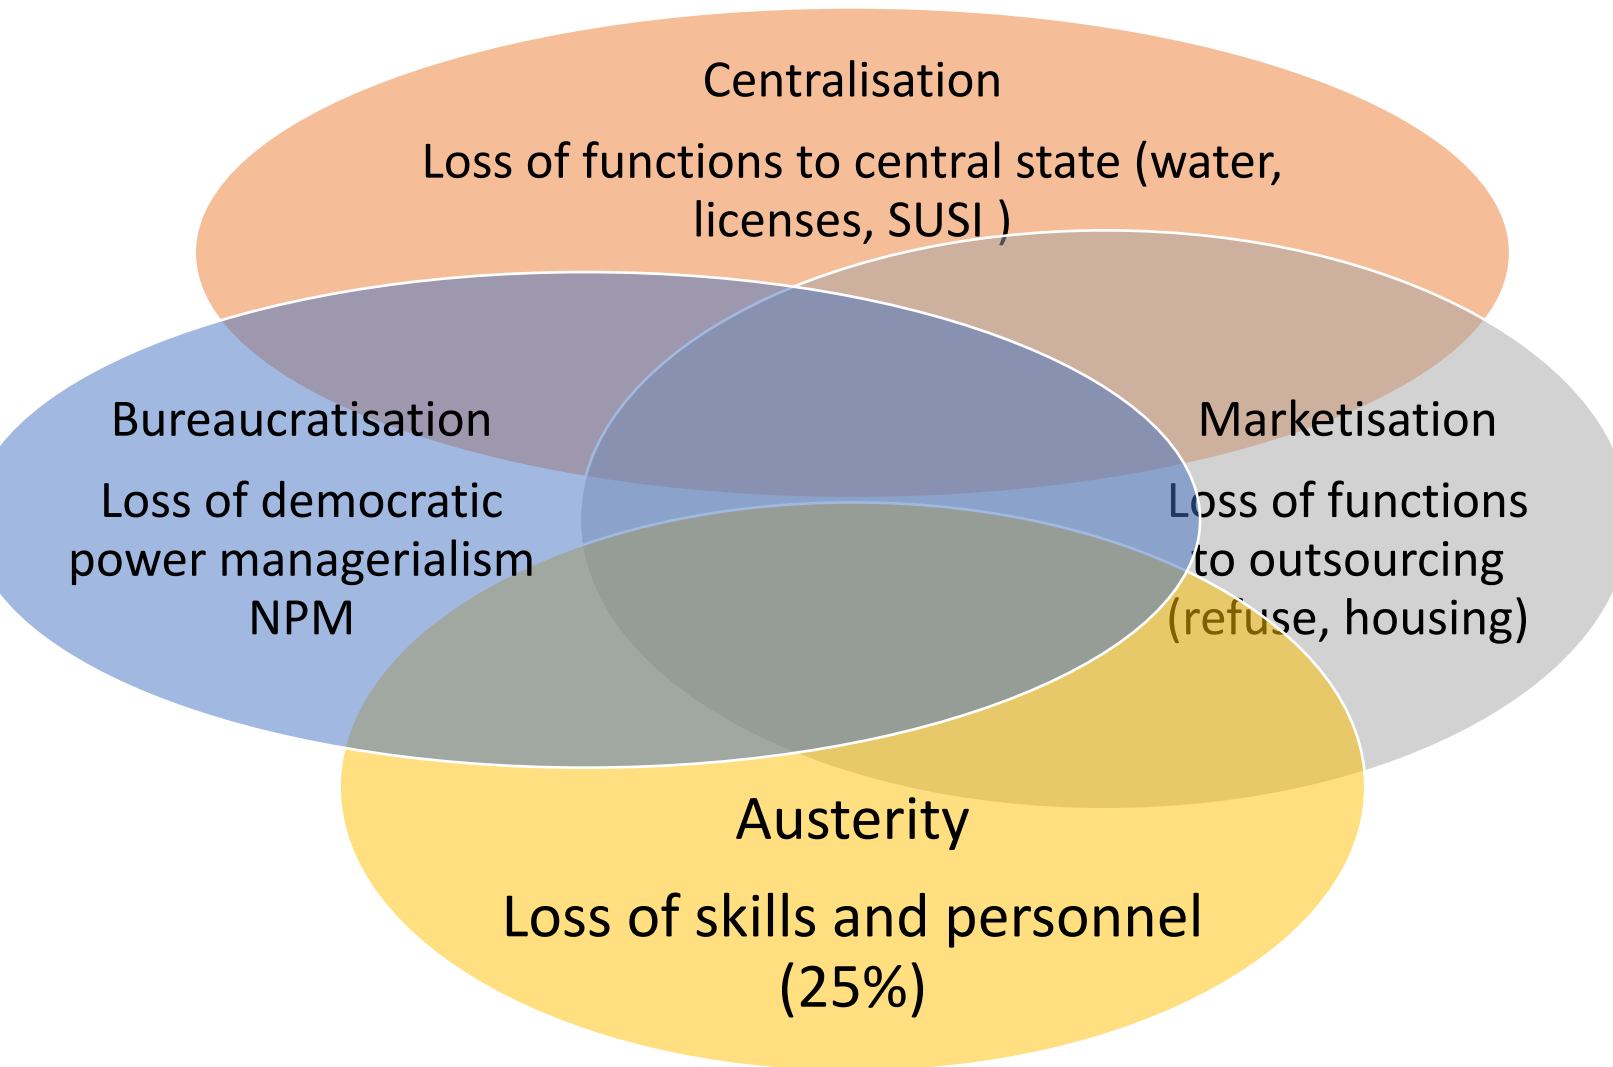 Centralisation
Loss of functions to central state (water,
licenses, SUSI )
Bureaucratisation
Loss of democratic
power managerialism
NPM
Marketisation
Loss of functions
to outsourcing
(refuse, housing)
Austerity
Loss of skills and personnel
(25%)